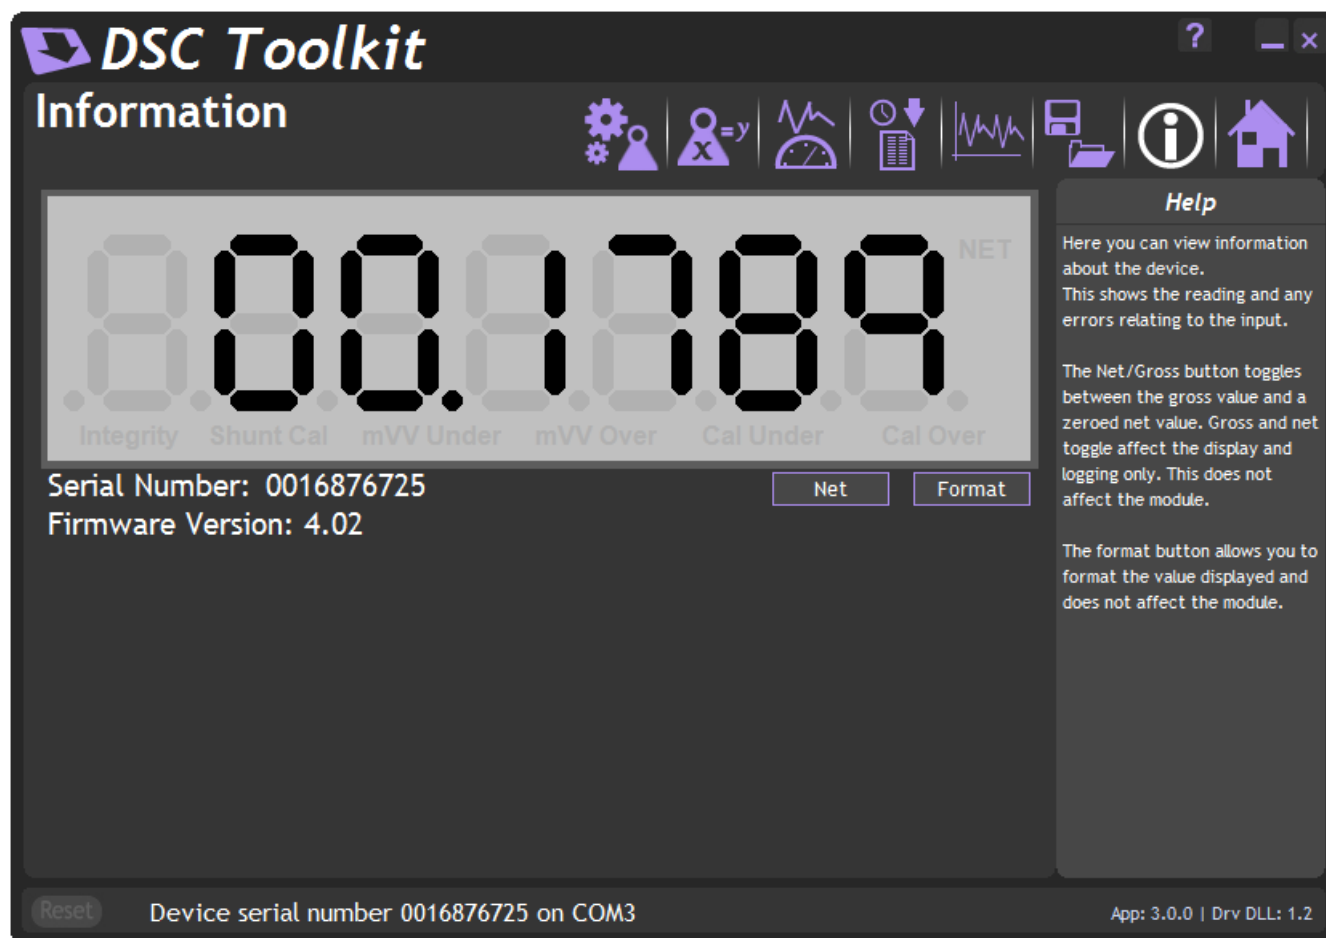 DSC Toolkit
?
Information
x=y
NET
00.1789
Integrity Shunt Cal mVV Under mVV Over Cal Under Cal Over
Serial Number: 0016876725
Net Format
Firmware Version: 4.02
Help
Here you can view information
about the device.
This shows the reading and any
errors relating to the input.
The Net/Gross button toggles
between the gross value and a
zeroed net value. Gross and net
toggle affect the display and
logging only. This does not
affect the module.
The format button allows you to
format the value displayed and
does not affect the module.
Reset
Device serial number 0016876725 on COM3
App: 3.0.0 | Drv DLL: 1.2